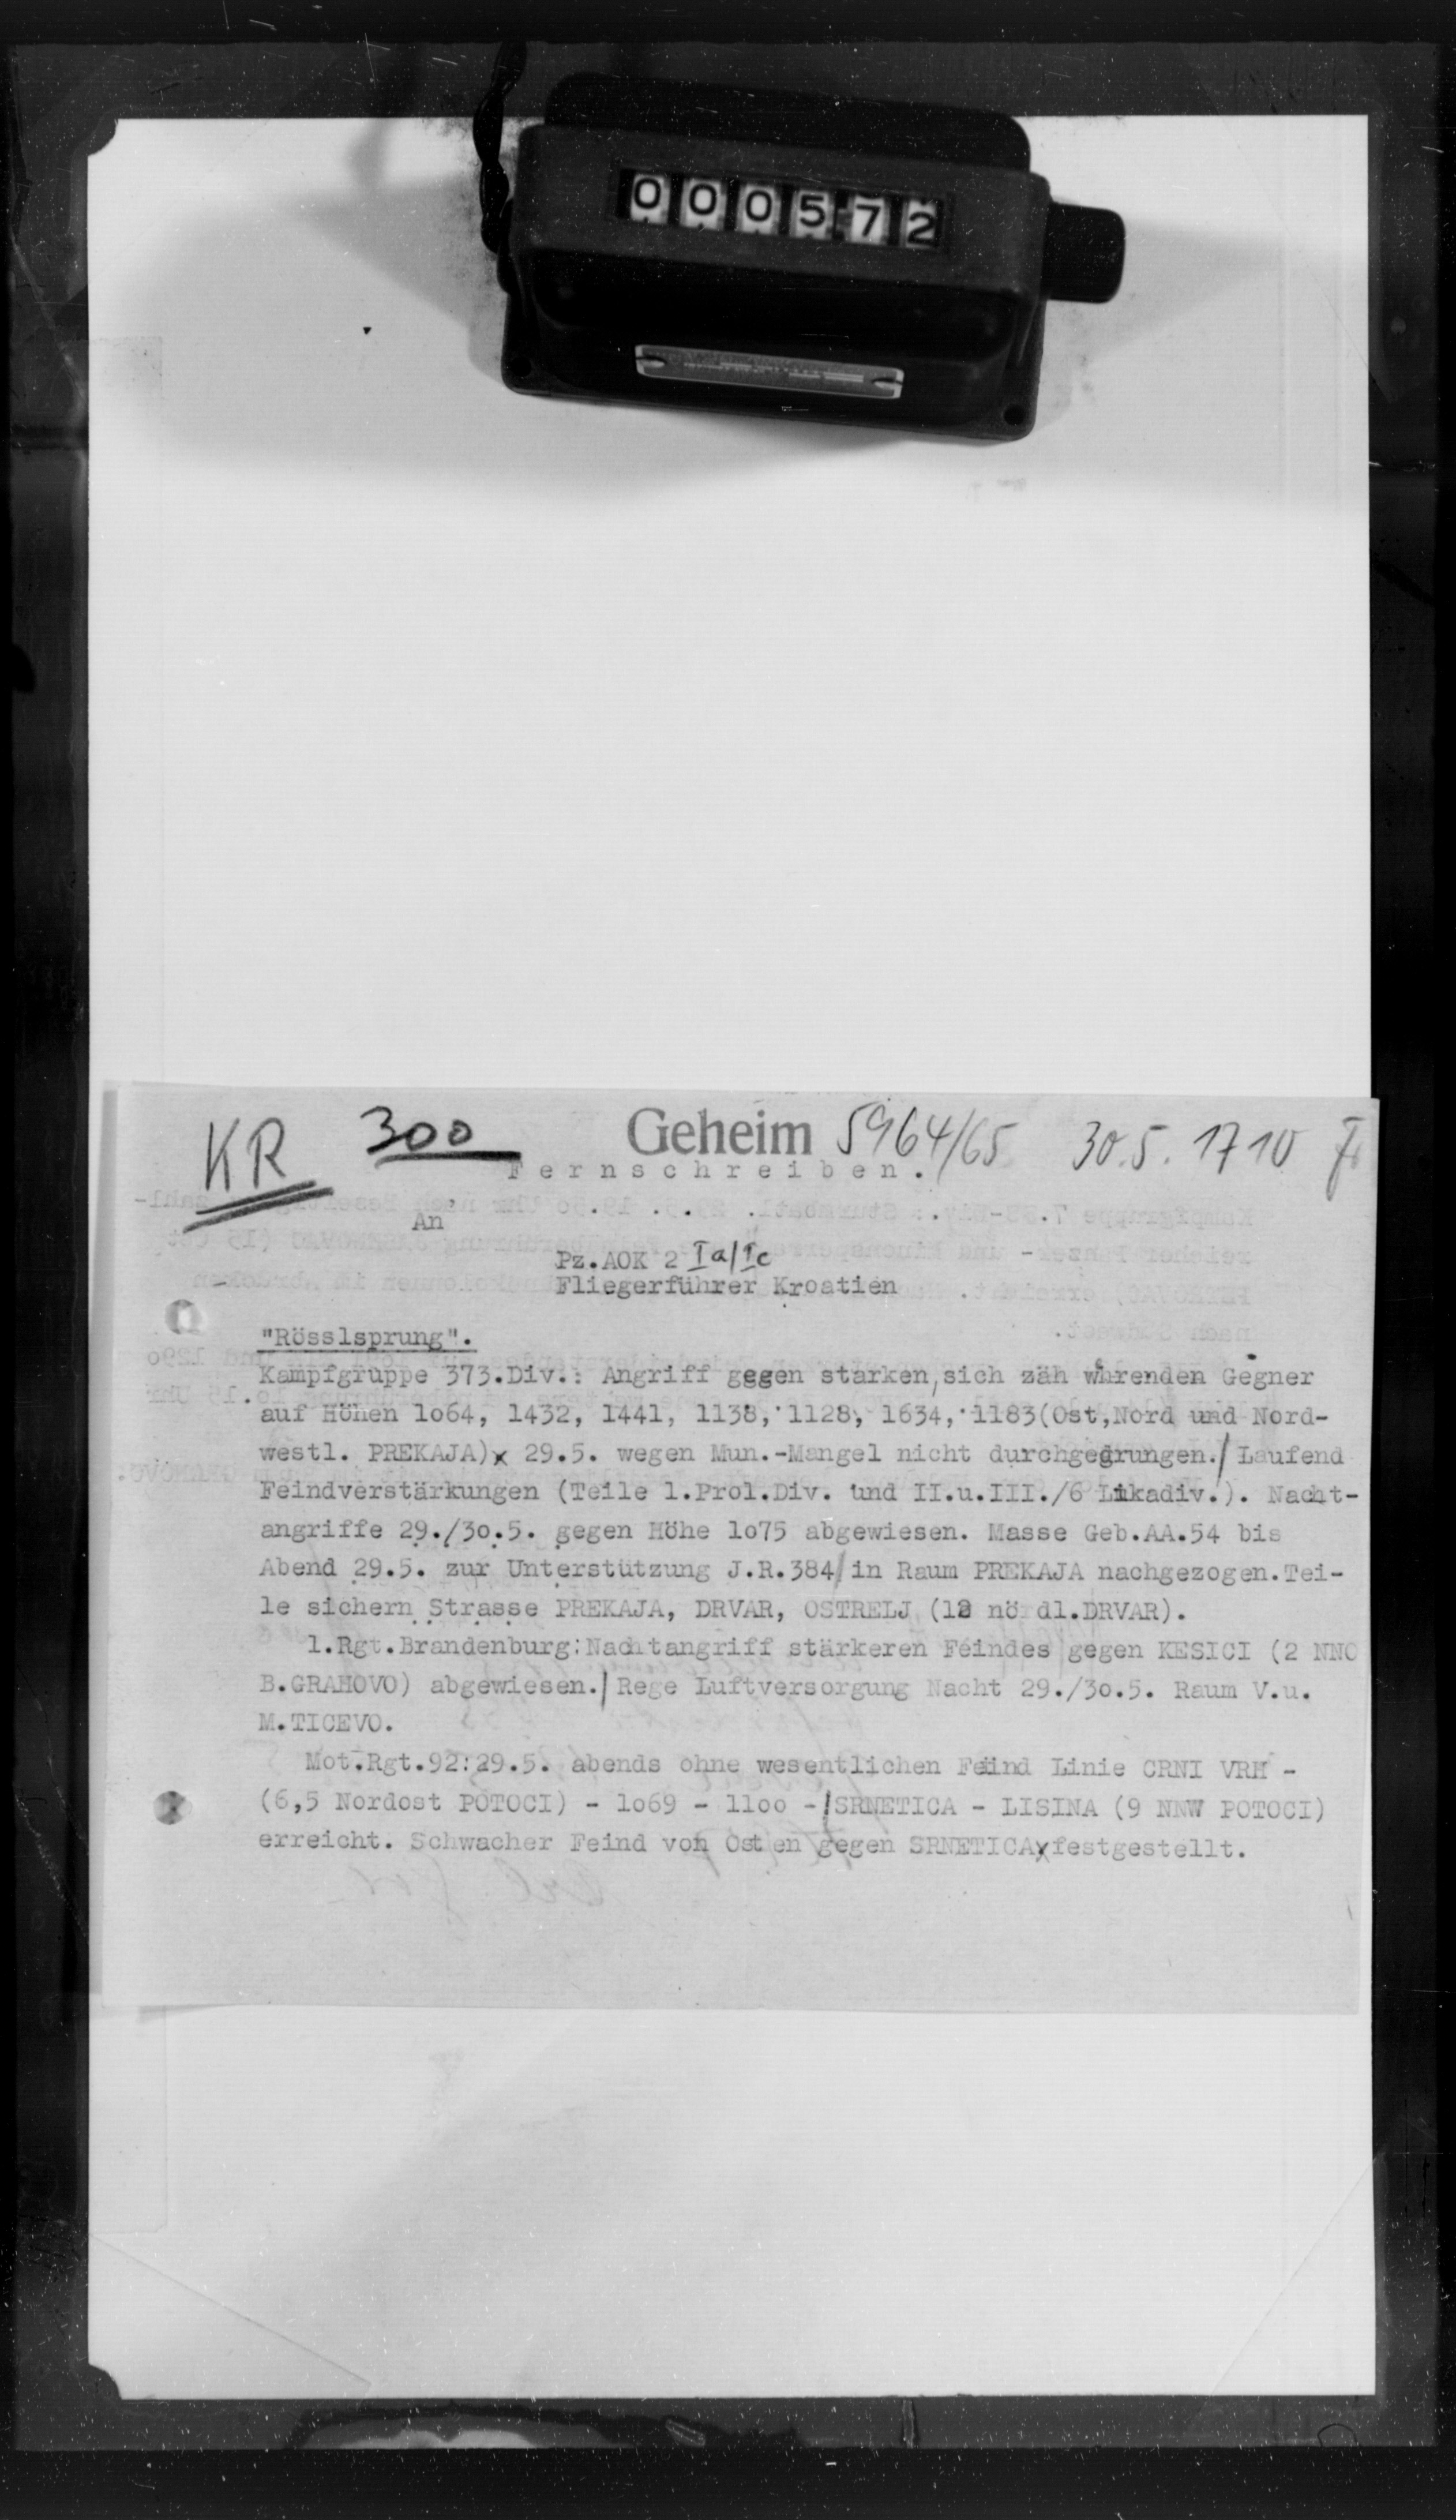 000572
KR 300 Geheim 5964/65 30.5. 1710
Fernschreiben.
An
Pz.AOK 2 Ia/Ic
Fliegerführer Kroatien
"Rösslsprung".
Kampfgruppe 373.Div.: Angriff gegen starken, sich zäh wehrenden Gegner
auf Höhen 1o64, 1432, 1441, 1138, 1128, 1634, 1183(Ost,Nord und Nord-
westl. PREKAJA)x 29.5. wegen Mun.-Mangel nicht durchgedrungen./ Laufend
Feindverstärkungen (Teile 1.Prol.Div. und II.u.III./6 Likadiv.). Nacht-
angriffe 29./3o.5. gegen Höhe 1o75 abgewiesen. Masse Geb.AA.54 bis
Abend 29.5. zur Unterstützung J.R.384/ in Raum PREKAJA nachgezogen.Tei-
le sichern Strasse PREKAJA, DRVAR, OSTRELJ (12 nördl.DRVAR).
1.Rgt.Brandenburg:Nachtangriff stärkeren Feindes gegen KESICI (2 NNO
B.GRAHOVO) abgewiesen./ Rege Luftversorgung Nacht 29./3o.5. Raum V.u.
M.TICEVO.
Mot.Rgt.92:29.5. abends ohne wesentlichen Feind Linie CRNI VRH -
(6,5 Nordost POTOCI) - 1o69 - 11oo -/SRNETICA - LISINA (9 NNW POTOCI)
erreicht. Schwacher Feind von Osten gegen SRNETICAxfestgestellt.